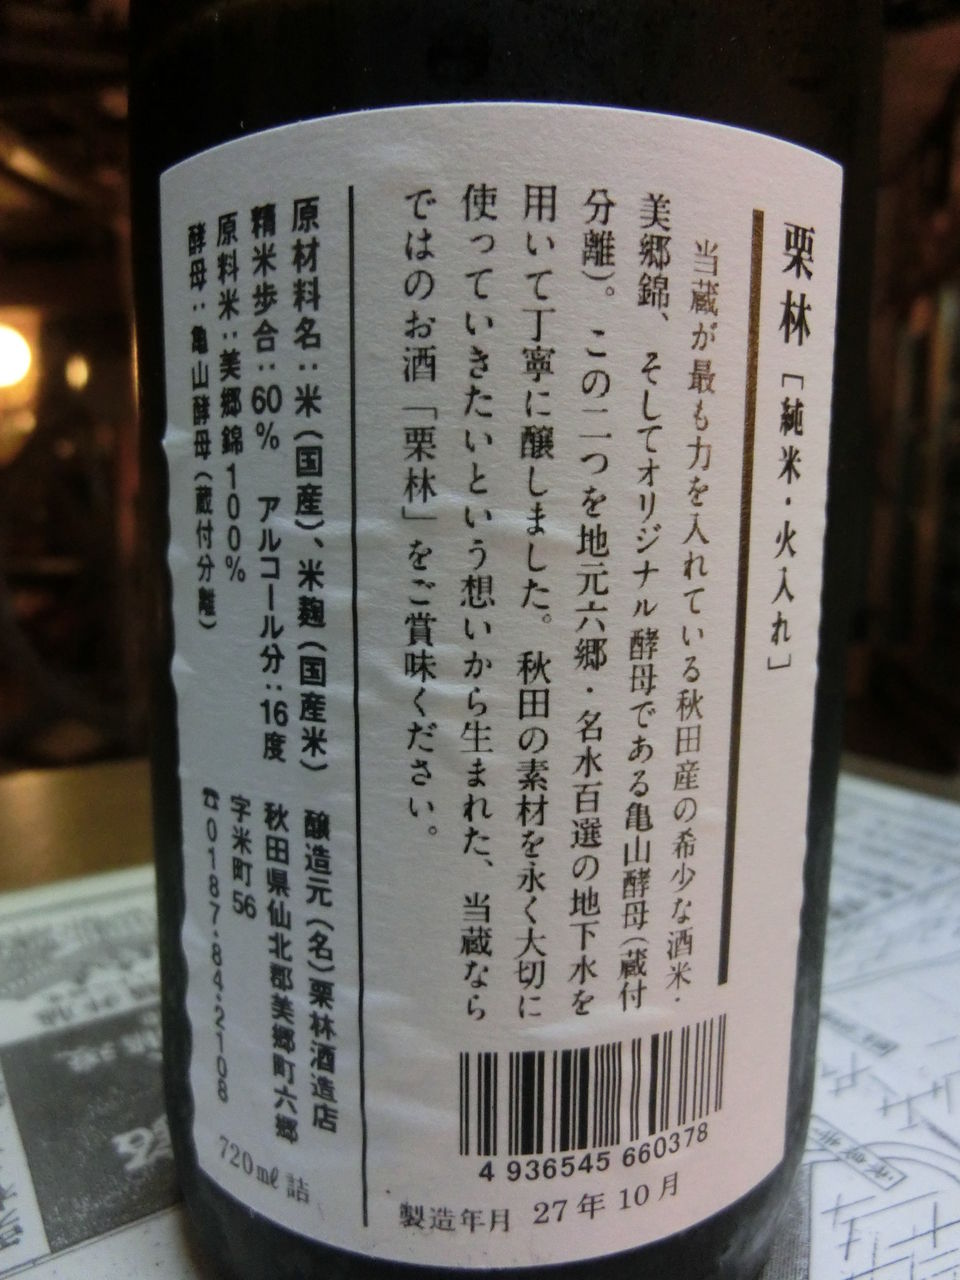 栗林［純米・火入れ］
当蔵が最も力を入れている秋田産の希少な酒米・
美郷錦、そしてオリジナル酵母である亀山酵母（蔵付
分離）。この二つを地元六郷・名水百選の地下水を
用いて丁寧に醸しました。秋田の素材を永く大切に
使っていきたいという想いから生まれた、当蔵なら
ではのお酒「栗林」をご賞味ください。
原材料名：米（国産）、米麹（国産米）
精米歩合：60％　アルコール分：16度
原料米：美郷錦100％
酵母：亀山酵母（蔵付分離）
醸造元（名）栗林酒造店
秋田県仙北郡美郷町六郷
字米町56
☎0187-84-2108
720㎖詰
4 936545 660378
製造年月 27年10月